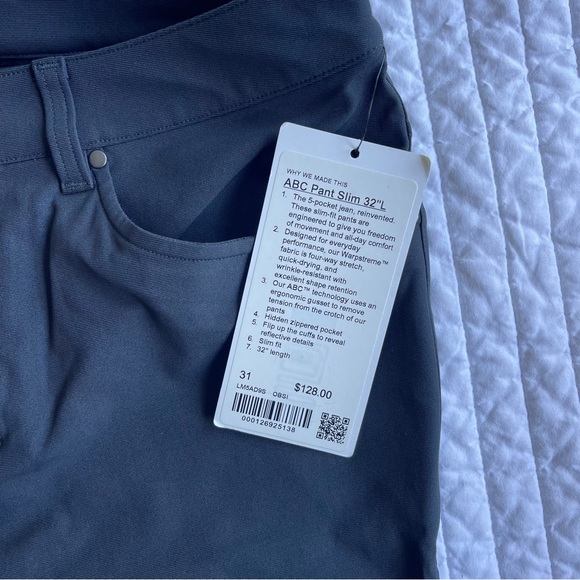 WHY WE MADE THIS
ABC Pant Slim 32"L
1. The 5-pocket jean, reinvented.
These slim-fit pants are
engineered to give you freedom
of movement and all-day comfort
2. Designed for everyday
performance, our Warpstreme™
fabric is four-way stretch,
quick-drying, and
wrinkle-resistant with
excellent shape retention
3. Our ABC™ technology uses an
ergonomic gusset to remove
tension from the crotch of our
pants
4. Hidden zippered pocket
5. Flip up the cuffs to reveal
reflective details
6. Slim fit
7. 32" length
31 $128.00
LM5AD9S OBSI
000126925138